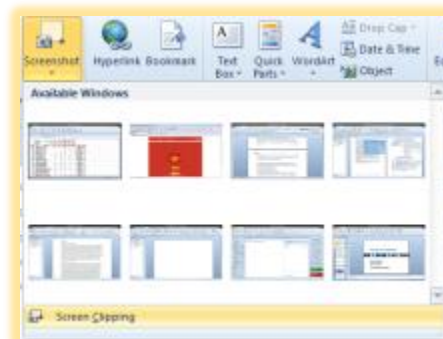 Screenshot Hyperlink Bookmark Text Box Quick Parts WordArt Drop Cap
Date & Time
Object
Available Windows
Screen Clipping